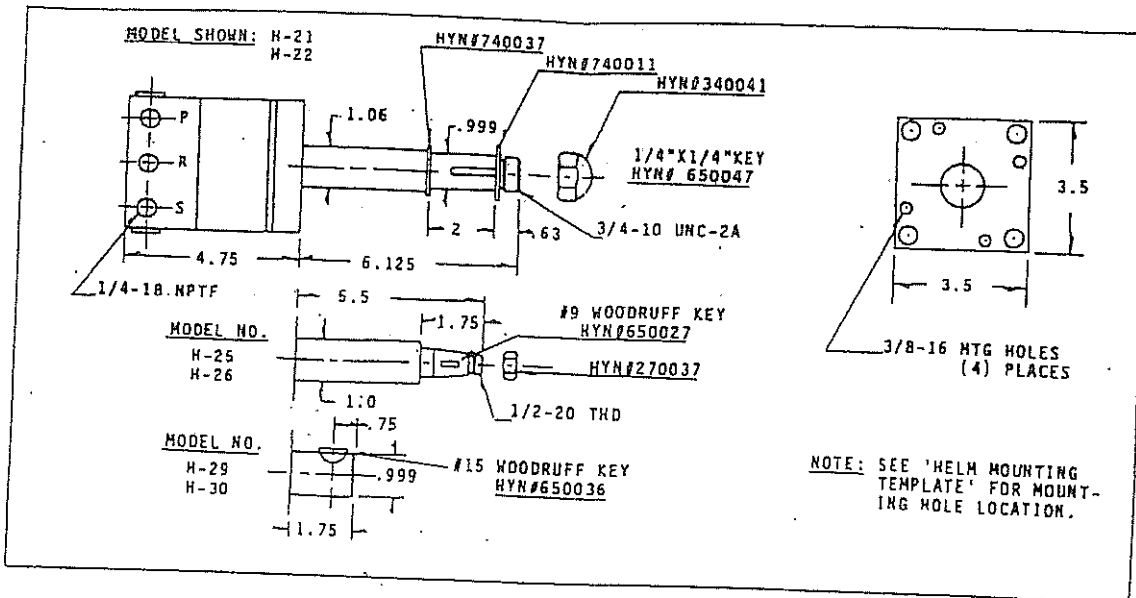 MODEL SHOWN: H-21
H-22
HYN#740037
HYN#740011
HYN#340041
P
R
S
1.06
.999
1/4"X1/4"KEY
HYN# 650047
3/4-10 UNC-2A
2
63
4.75
6.125
1/4-18.NPTF
3.5
3.5
3/8-16 MTG HOLES
(4) PLACES
5.5
1.75
#9 WOODRUFF KEY
HYN#650027
MODEL NO.
H-25
H-26
HYN#270037
1/2-20 THD
1.0
.75
MODEL NO.
H-29
H-30
.999
#15 WOODRUFF KEY
HYN#650036
1.75
NOTE: SEE 'HELM MOUNTING
TEMPLATE' FOR MOUNT-
ING HOLE LOCATION.